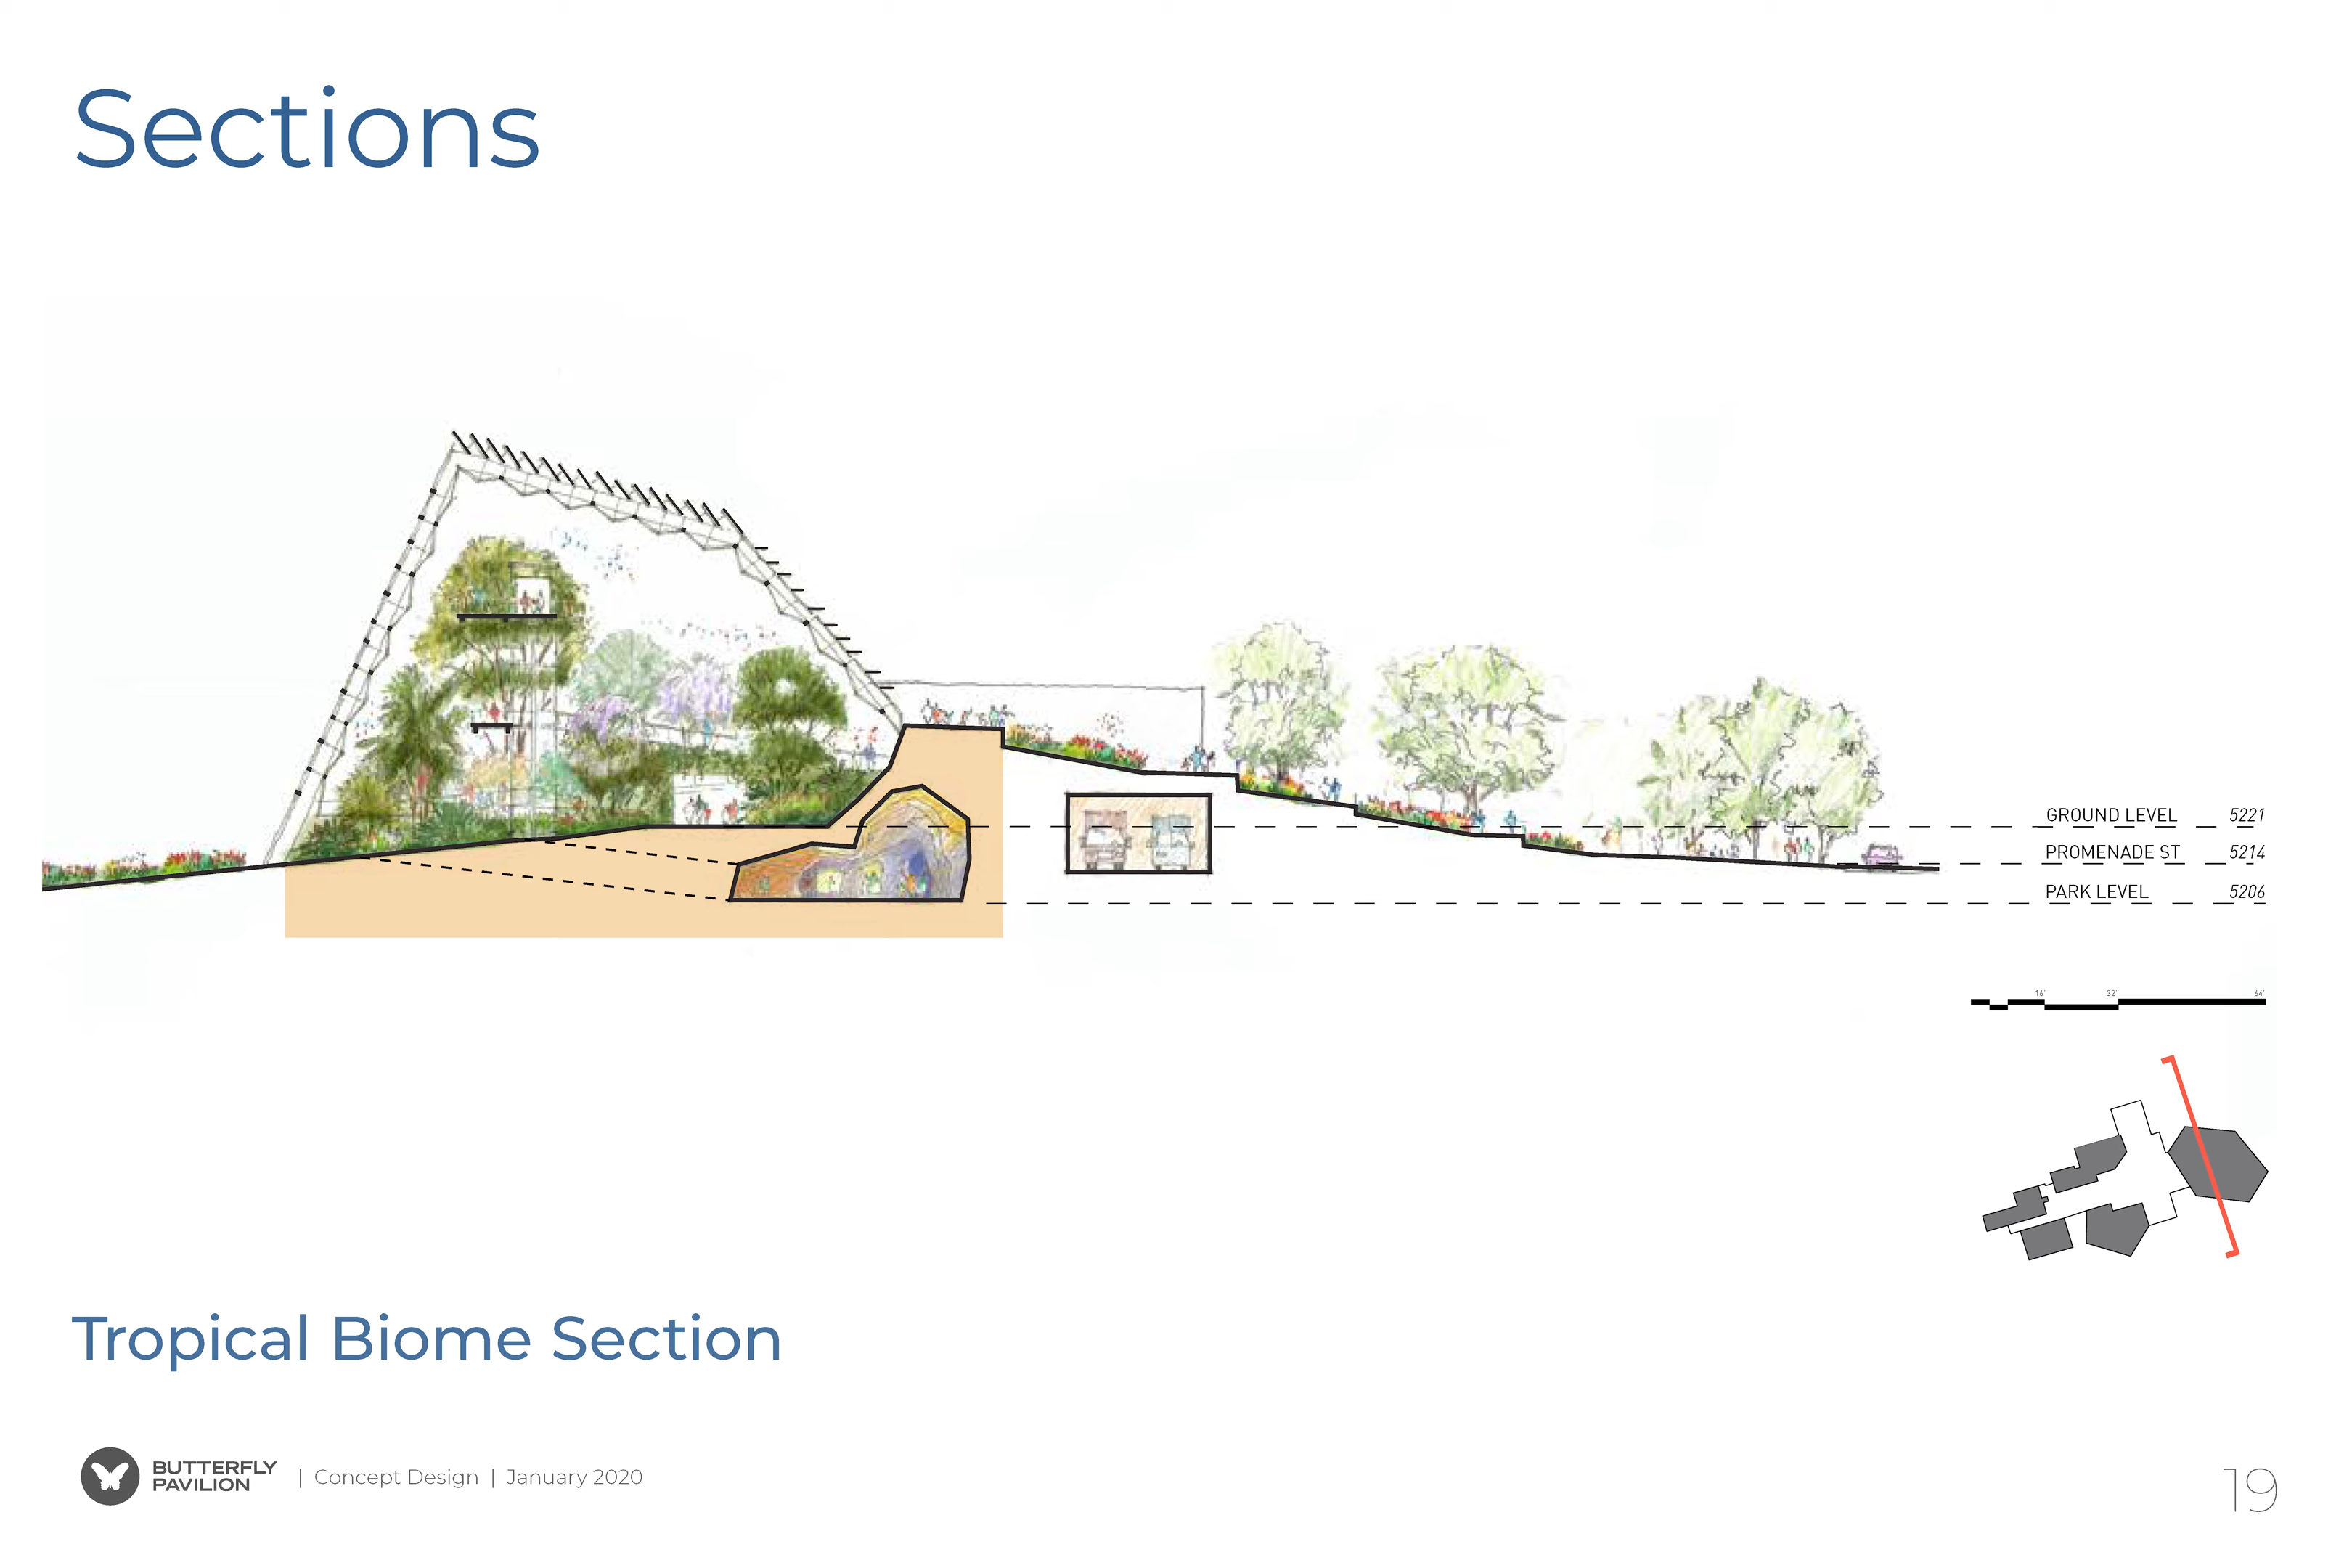 Sections
GROUND LEVEL 5221
PROMENADE ST 5214
PARK LEVEL 5206
16' 32' 64'
Tropical Biome Section
BUTTERFLY
PAVILION | Concept Design | January 2020
19